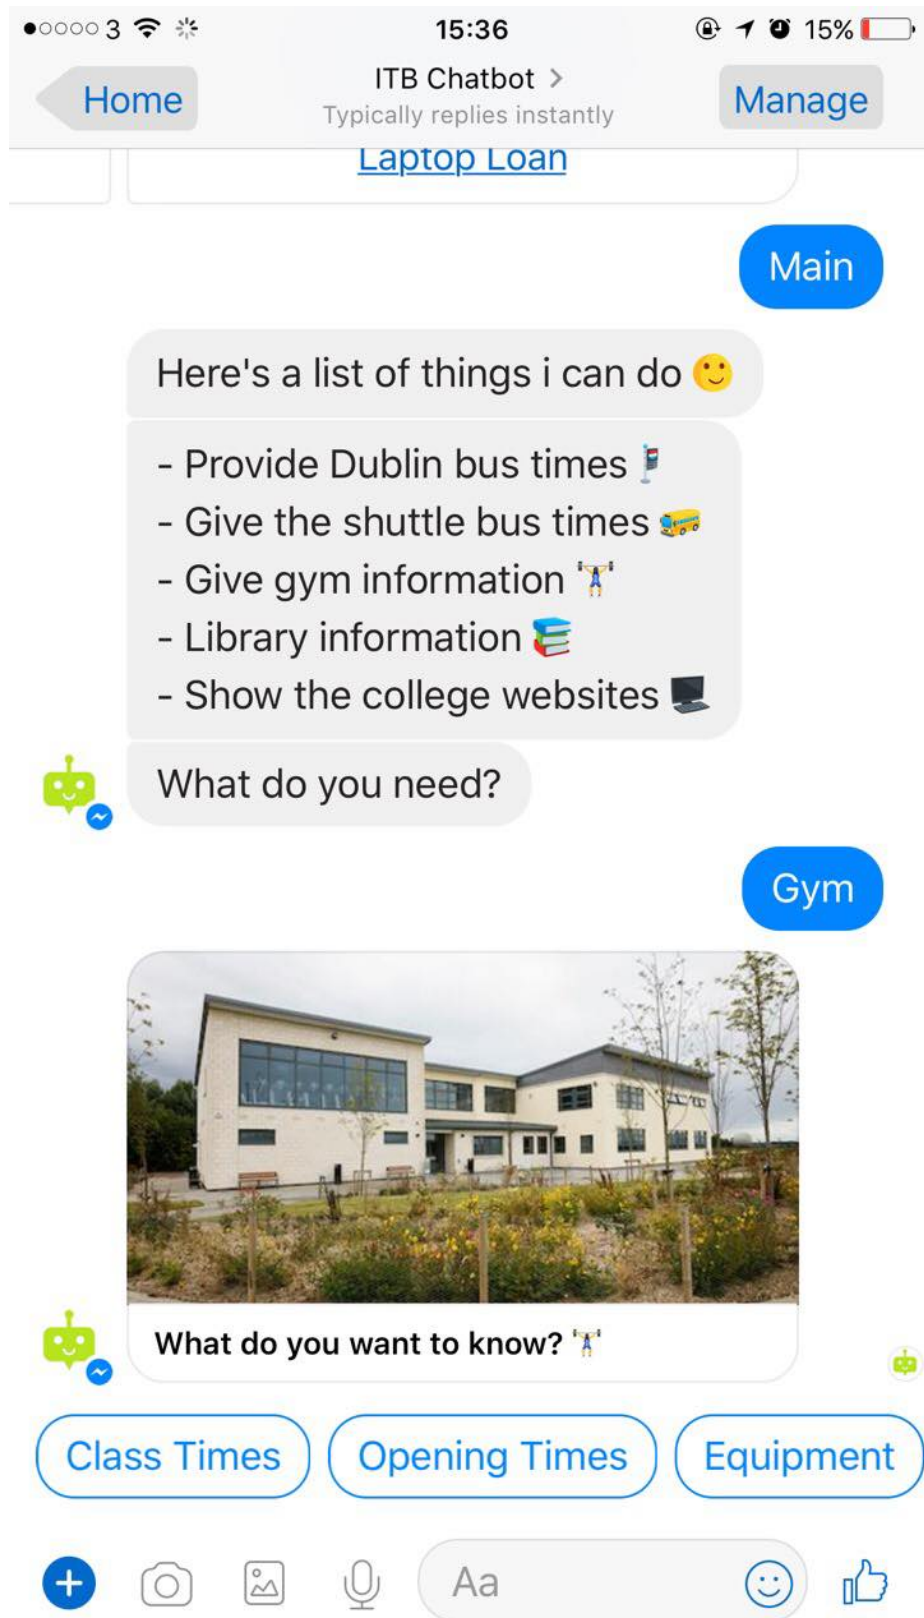 3 15:36 15%
Home ITB Chatbot > Manage
Typically replies instantly
Laptop Loan
Main
Here's a list of things i can do 🙂
- Provide Dublin bus times 🚏
- Give the shuttle bus times 🚌
- Give gym information 🏋
- Library information 📚
- Show the college websites 🖥
What do you need?
Gym
What do you want to know? 🏋
Class Times Opening Times Equipment
Aa